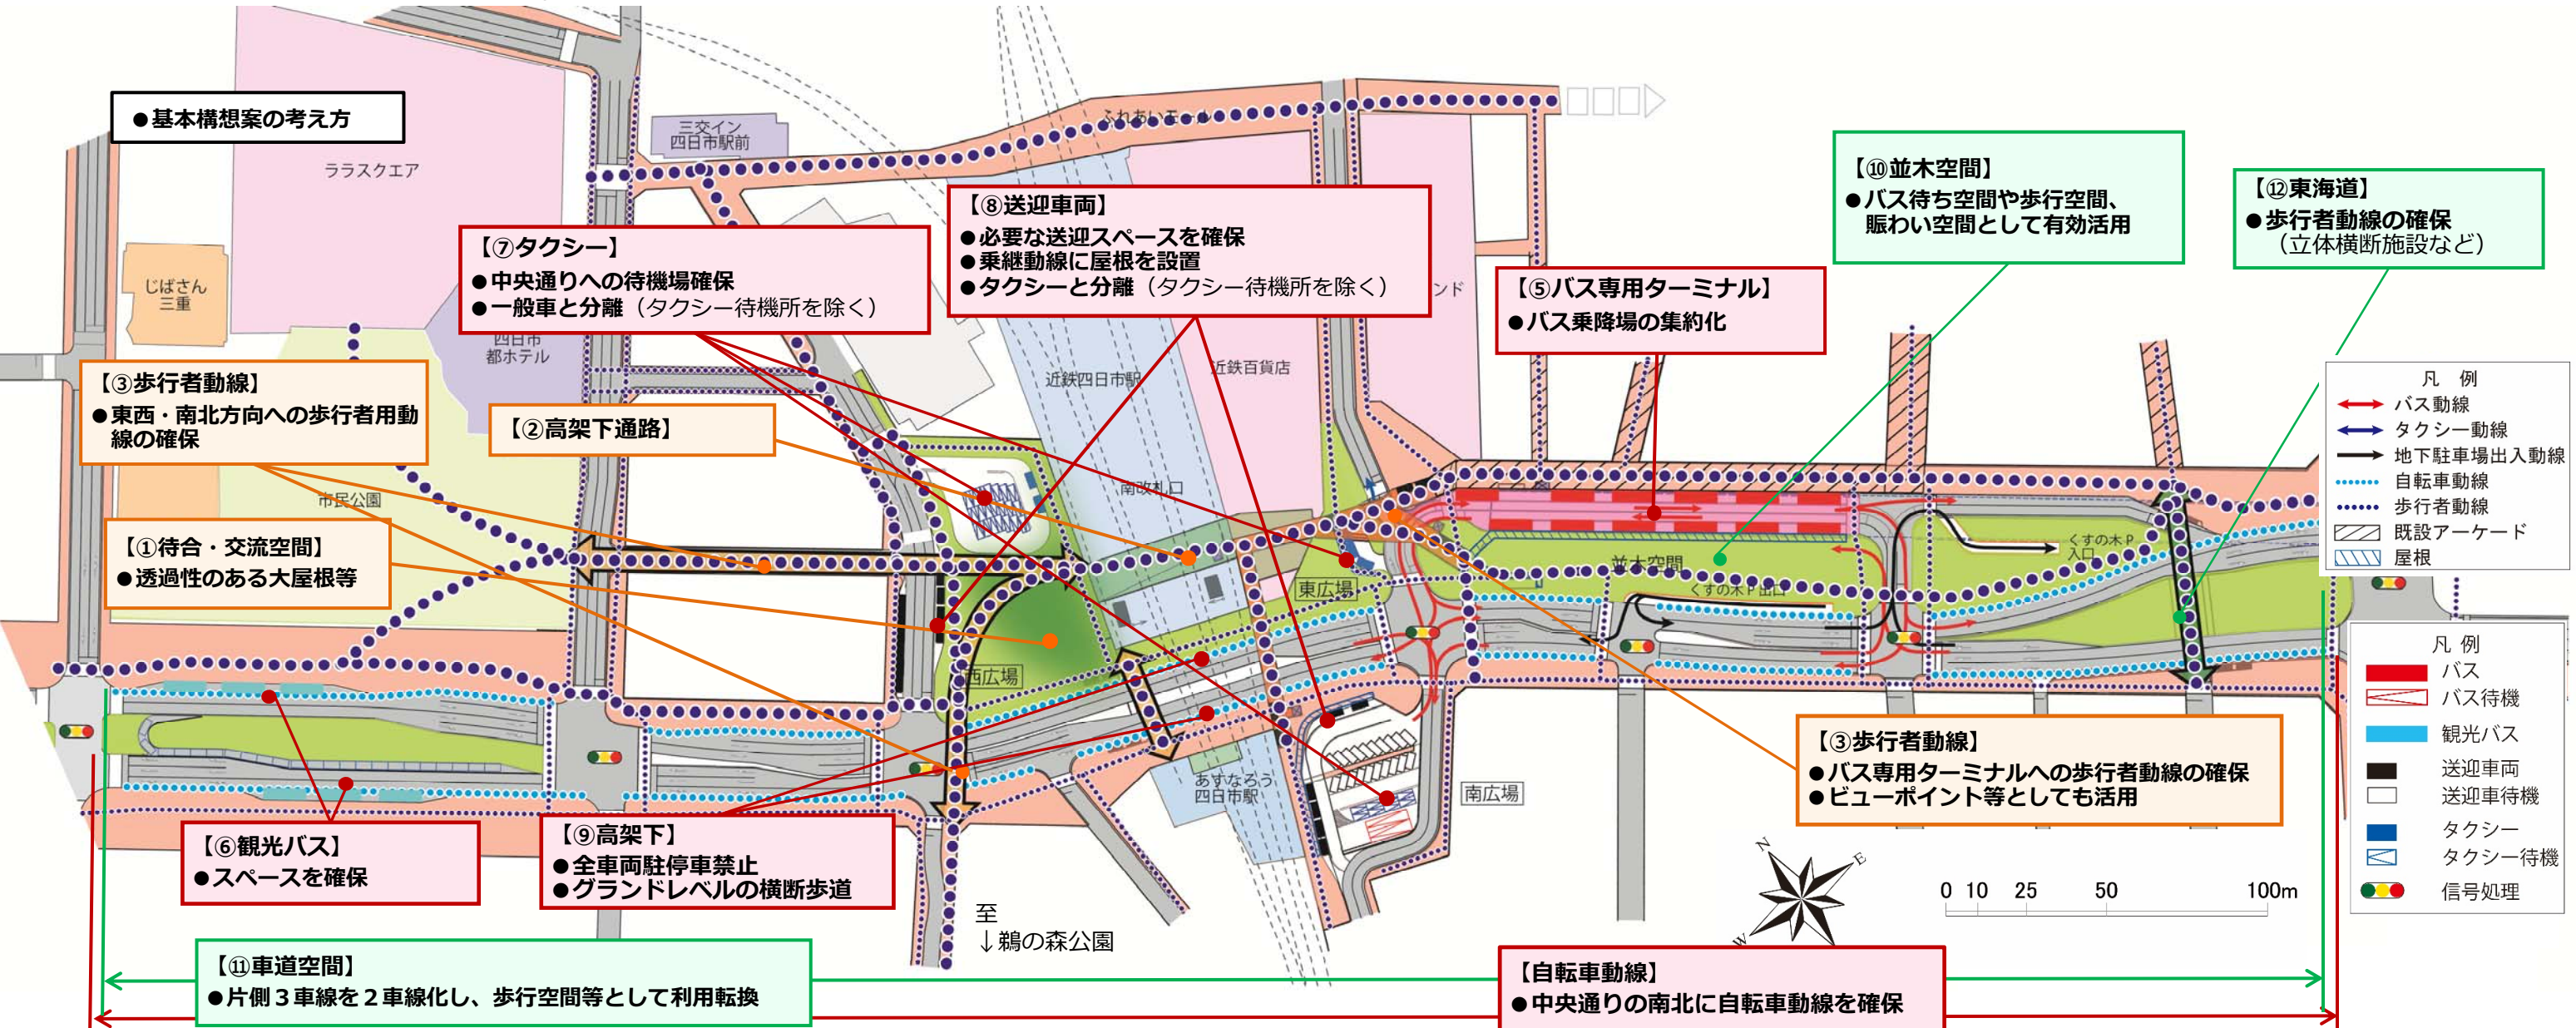 ●基本構想案の考え方
ララスクエア
三交イン
四日市駅前
ふれあいモール
じばさん
三重
四日市
都ホテル
【⑦タクシー】
●中央通りへの待機場確保
●一般車と分離（タクシー待機所を除く）
【⑧送迎車両】
●必要な送迎スペースを確保
●乗継動線に屋根を設置
●タクシーと分離（タクシー待機所を除く）
ンド
【⑩並木空間】
●バス待ち空間や歩行空間、
賑わい空間として有効活用
【⑫東海道】
●歩行者動線の確保
（立体横断施設など）
【⑤バス専用ターミナル】
●バス乗降場の集約化
【③歩行者動線】
●東西・南北方向への歩行者用動
線の確保
【②高架下通路】
近鉄四日市駅
近鉄百貨店
南改札口
市民公園
【①待合・交流空間】
●透過性のある大屋根等
凡 例
バス動線
タクシー動線
地下駐車場出入動線
自転車動線
歩行者動線
既設アーケード
屋根
並木空間
くすの木P
入口
くすの木P出口
東広場
西広場
あすなろう
四日市駅
南広場
凡 例
バス
バス待機
観光バス
送迎車両
送迎車待機
タクシー
タクシー待機
信号処理
【③歩行者動線】
●バス専用ターミナルへの歩行者動線の確保
●ビューポイント等としても活用
【⑥観光バス】
●スペースを確保
【⑨高架下】
●全車両駐停車禁止
●グランドレベルの横断歩道
至
↓鵜の森公園
N
E
W
0 10 25 50 100m
【⑪車道空間】
●片側３車線を２車線化し、歩行空間等として利用転換
【自転車動線】
●中央通りの南北に自転車動線を確保